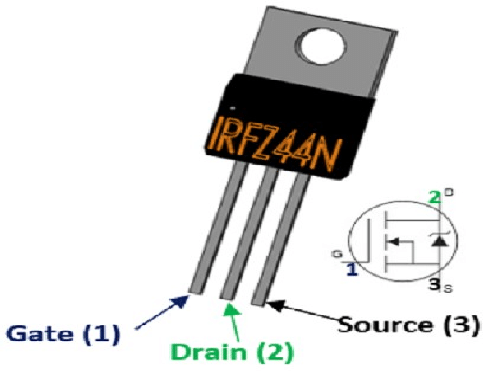 IRFZ44N
2 D
G
1
3 S
Gate (1)
Source (3)
Drain (2)